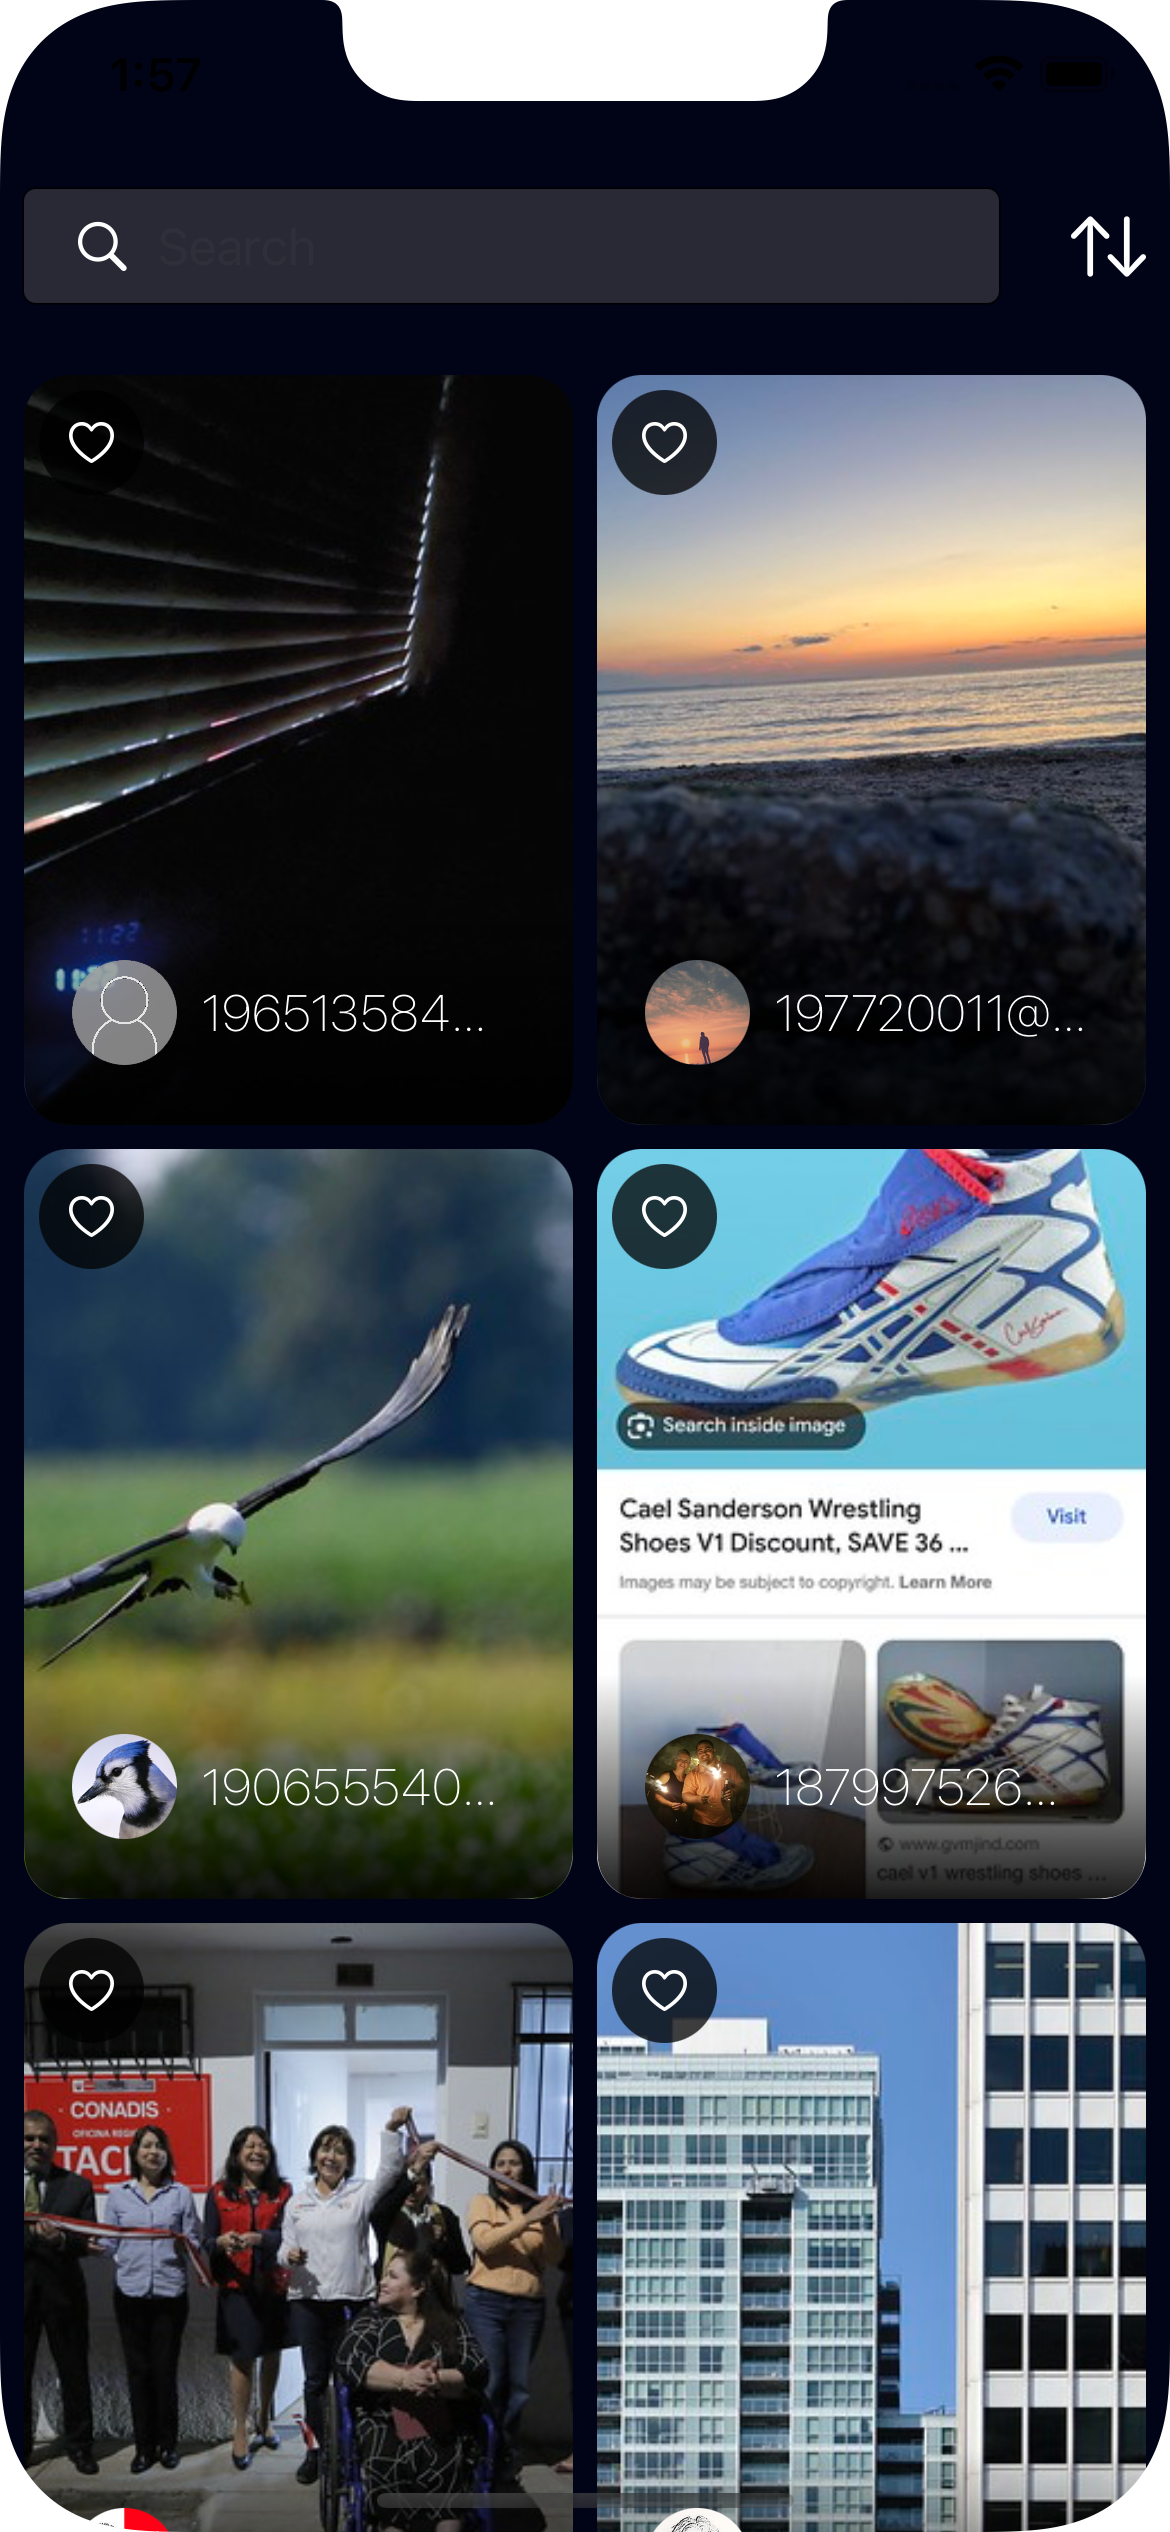 1:57
Search
11:22
196513584...
197720011@...
Search inside image
Cael Sanderson Wrestling
Shoes V1 Discount, SAVE 36 ...
Visit
Images may be subject to copyright. Learn More
190655540...
187997526...
www.gvmjind.com
cael v1 wrestling shoes ...
CONADIS
OFICINA